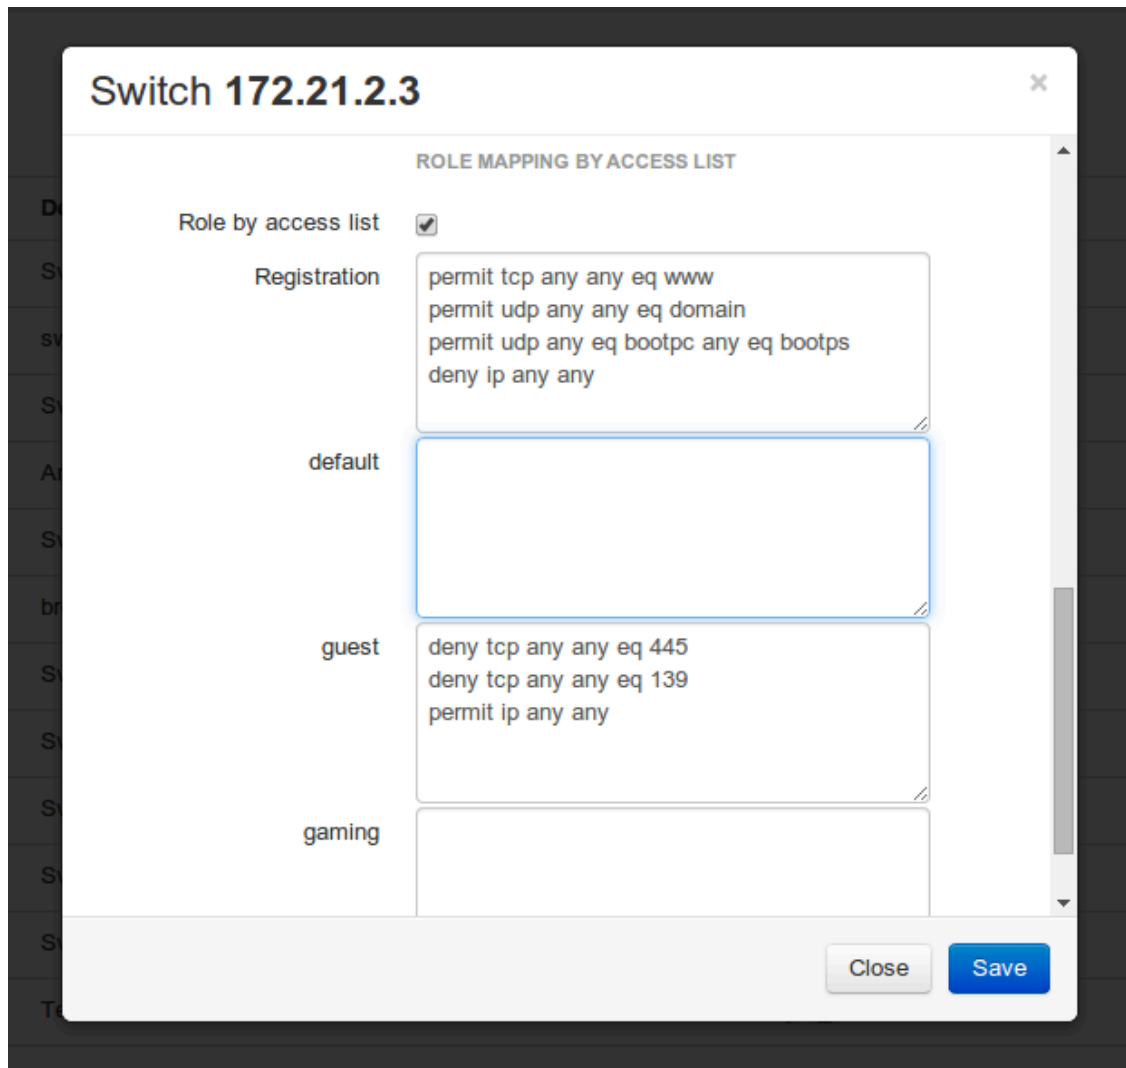 Switch 172.21.2.3
×
ROLE MAPPING BY ACCESS LIST
Role by access list
Registration
permit tcp any any eq www
permit udp any any eq domain
permit udp any eq bootpc any eq bootps
deny ip any any
default
guest
deny tcp any any eq 445
deny tcp any any eq 139
permit ip any any
gaming
Close
Save